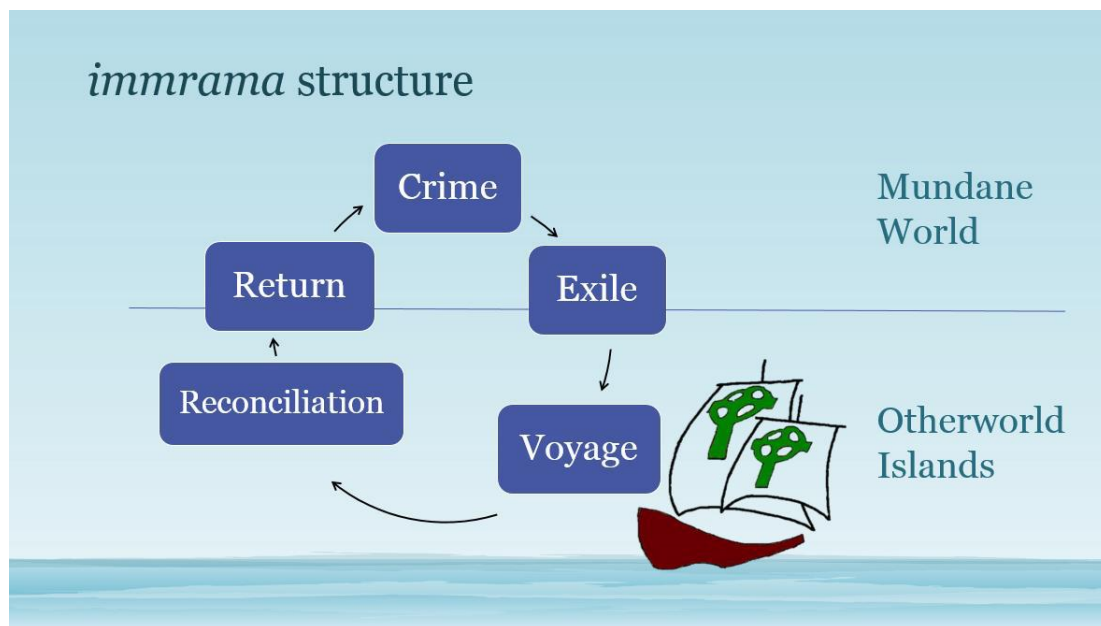 immrama structure
Crime
Mundane
World
Return
Exile
Reconciliation
Voyage
Otherworld
Islands